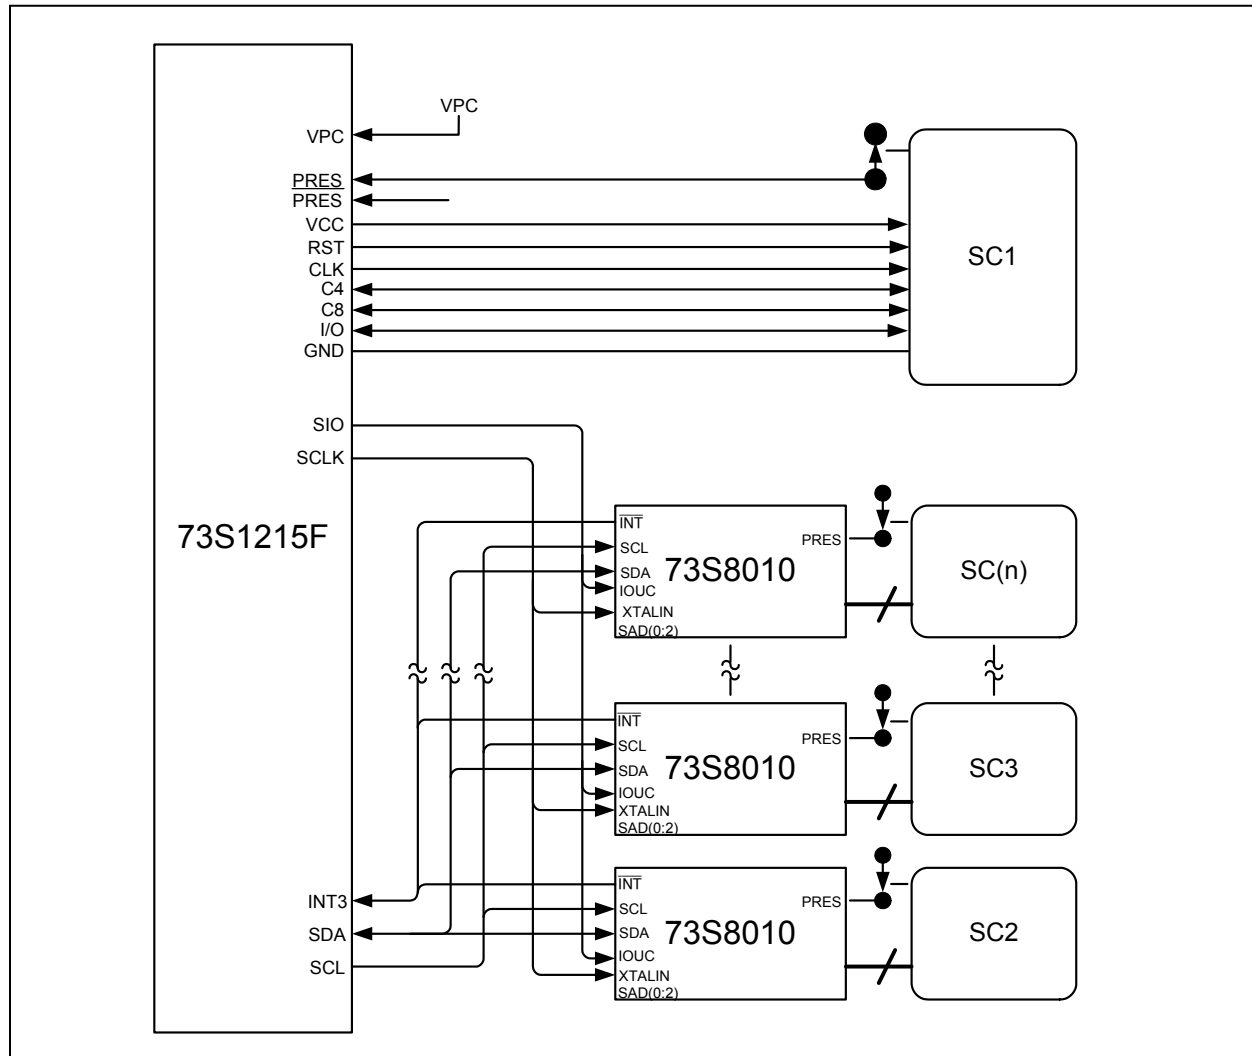 VPC
VPC
PRES
PRES
VCC
RST
CLK
C4
C8
I/O
GND
SC1
SIO
SCLK
73S1215F
INT
SCL
SDA
IOUC
XTALIN
SAD(0:2)
73S8010
PRES
SC(n)
INT
SCL
SDA
IOUC
XTALIN
SAD(0:2)
73S8010
PRES
SC3
INT3
SDA
SCL
INT
SCL
SDA
IOUC
XTALIN
SAD(0:2)
73S8010
PRES
SC2